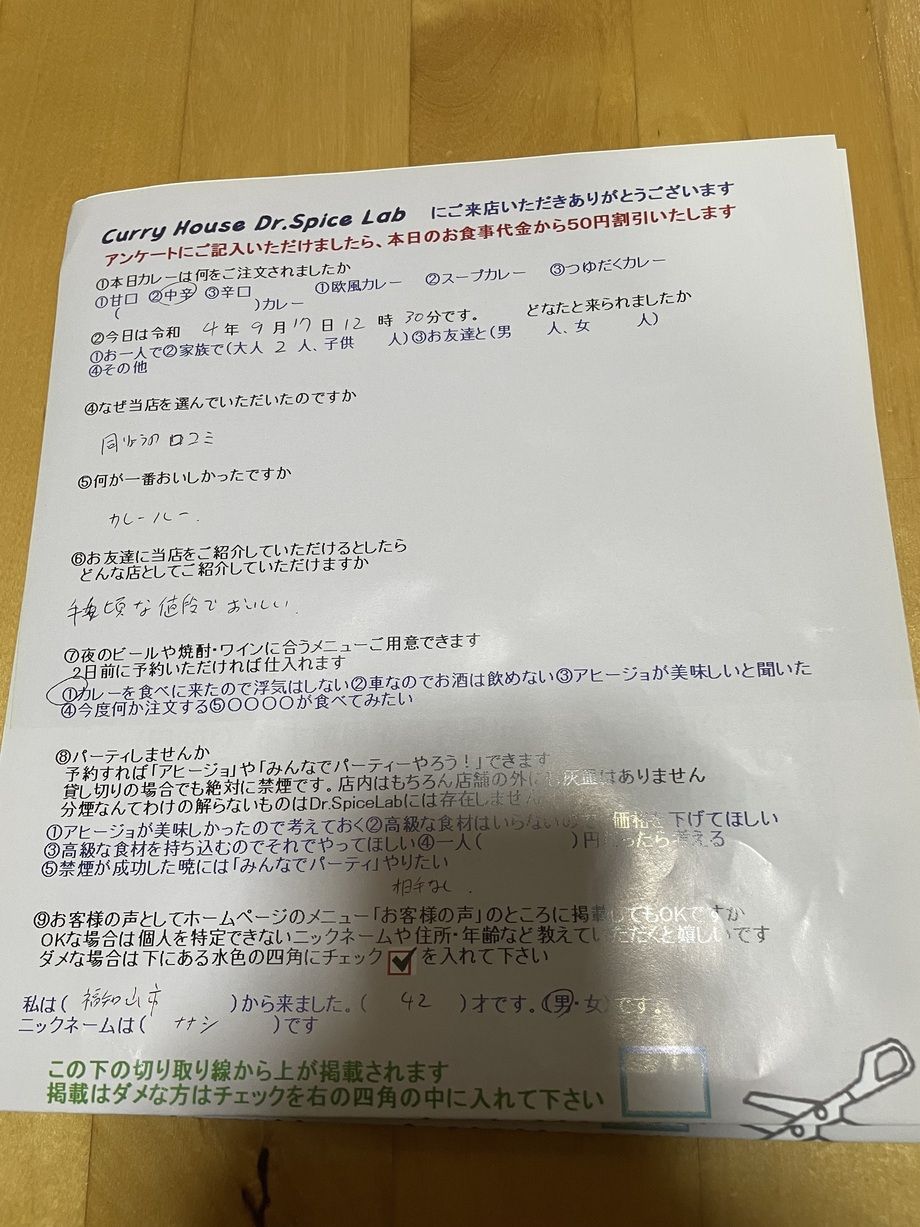 Curry House Dr.Spice Lab にご来店いただきありがとうございます
アンケートにご記入いただけましたら、本日のお食事代金から50円割引いたします
①本日カレーは何をご注文されましたか
①甘口 ②中辛 ③辛口 ①欧風カレー ②スープカレー ③つゆだくカレー
( )カレー
②今日は令和 4年 9月17日12時30分です。 どなたと来られましたか
①お一人で②家族で(大人 2 人、子供 人)③お友達と(男 人、女 人)
④その他
④なぜ当店を選んでいただいたのですか
同りょうの口コミ
⑤何が一番おいしかったですか
カレールー.
⑥お友達に当店をご紹介していただけるとしたら
どんな店としてご紹介していただけますか
手頃な値段でおいしい.
⑦夜のビールや焼酎・ワインに合うメニューご用意できます
2日前に予約いただければ仕入れます
①カレーを食べに来たので浮気はしない②車なのでお酒は飲めない③アヒージョが美味しいと聞いた
④今度何か注文する⑤〇〇〇〇が食べてみたい
⑧パーティしませんか
予約すれば「アヒージョ」や「みんなでパーティーやろう!」できます
貸し切りの場合でも絶対に禁煙です。店内はもちろん店舗の外にも灰皿はありません
分煙なんてわけの解らないものはDr.SpiceLabには存在しません
①アヒージョが美味しかったので考えておく②高級な食材はいらないので 価格を下げてほしい
③高級な食材を持ち込むのでそれでやってほしい④一人( )円だったら考える
⑤禁煙が成功した暁には「みんなでパーティ」やりたい
相手なし.
⑨お客様の声としてホームページのメニュー「お客様の声」のところに掲載してもOKですか
OKな場合は個人を特定できないニックネームや住所・年齢など教えていただくと嬉しいです
ダメな場合は下にある水色の四角にチェック☑を入れて下さい
私は( 福知山市 )から来ました。( 42 )才です。(男・女)です。
ニックネームは( ナナシ )です
この下の切り取り線から上が掲載されます
掲載はダメな方はチェックを右の四角の中に入れて下さい